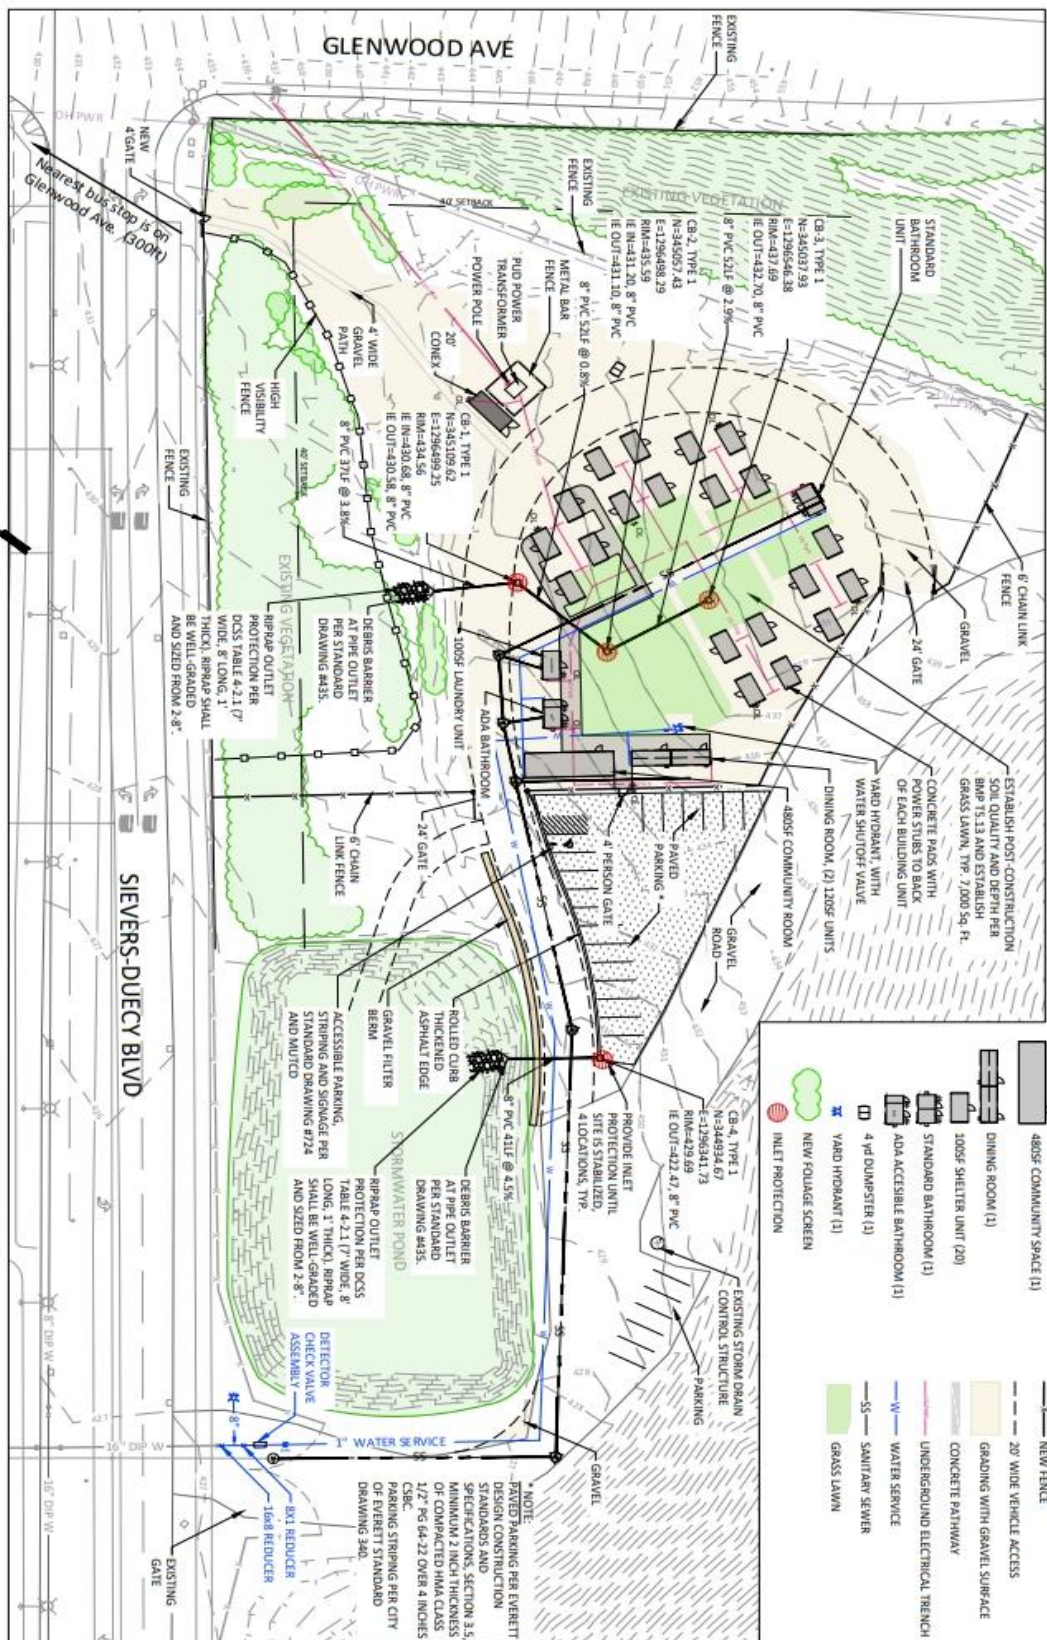 GLENWOOD AVE
EXISTING
FENCE
OH PWR
NEW
4' GATE
Nearest bus stop is on
Glenwood Ave. (300ft)
EXISTING VEGETATION
OH PWR
40' SETBACK
EXISTING
FENCE
STANDARD
BATHROOM
UNIT
CB-3, TYPE 1
N=345037.93
E=1296546.38
RIM=437.69
IE OUT=432.70, 8" PVC
8" PVC 52LF @ 2.9%
CB-2, TYPE 1
N=345057.43
E=1296498.29
RIM=435.59
IE IN=431.20, 8" PVC
IE OUT=431.10, 8" PVC
8" PVC 52LF @ 0.8%
METAL BAR
FENCE
PUD POWER
TRANSFORMER
POWER POLE
20'
CONEX
4' WIDE
GRAVEL
PATH
HIGH
VISIBILITY
FENCE
CB-1, TYPE 1
N=345109.62
E=1296499.25
RIM=434.56
IE IN=430.68, 8" PVC
IE OUT=430.58, 8" PVC
8" PVC 37LF @ 3.8%
40' SETBACK
EXISTING
FENCE
EXISTING VEGETATION
6' CHAIN LINK
FENCE
GRAVEL
24' GATE
ESTABLISH POST-CONSTRUCTION
SOIL QUALITY AND DEPTH PER
BMP T5.13 AND ESTABLISH
GRASS LAWN, TYP. 7,000 Sq. Ft.
CONCRETE PADS WITH
POWER STUBS TO BACK
OF EACH BUILDING UNIT
YARD HYDRANT, WITH
WATER SHUTOFF VALVE
DINING ROOM, (2) 120SF UNITS
480SF COMMUNITY ROOM
100SF LAUNDRY UNIT
ADA BATHROOM
DEBRIS BARRIER
AT PIPE OUTLET
PER STANDARD
DRAWING #435.
RIPRAP OUTLET
PROTECTION PER
DCSS TABLE 4-2.1 (7'
WIDE, 8' LONG, 1'
THICK). RIPRAP SHALL
BE WELL-GRADED
AND SIZED FROM 2-8".
24' GATE
6' CHAIN
LINK FENCE
PAVED
PARKING *
4' PERSON GATE
GRAVEL
ROAD
SIEVERS-DUECY BLVD
ROLLED CURB
THICKENED
ASPHALT EDGE
GRAVEL FILTER
BERM
ACCESSIBLE PARKING,
STRIPING AND SIGNAGE PER
STANDARD DRAWING #724
AND MUTCD
8" PVC 41LF @ 4.5%
STORMWATER POND
CB-4, TYPE 1
N=344934.67
E=1296341.73
RIM=429.69
IE OUT=422.47, 8" PVC
PROVIDE INLET
PROTECTION UNTIL
SITE IS STABILIZED,
4 LOCATIONS, TYP.
DEBRIS BARRIER
AT PIPE OUTLET
PER STANDARD
DRAWING #435.
RIPRAP OUTLET
PROTECTION PER DCSS
TABLE 4-2.1 (7' WIDE, 8'
LONG, 1' THICK). RIPRAP
SHALL BE WELL-GRADED
AND SIZED FROM 2-8".
EXISTING STORM DRAIN
CONTROL STRUCTURE
PARKING
DETECTOR
CHECK VALVE
ASSEMBLY
8"
1" WATER SERVICE
16" DIP W
8" DIP W
16" DIP W
8X1 REDUCER
16x8 REDUCER
EXISTING
GATE
GRAVEL
* NOTE:
PAVED PARKING PER EVERETT
DESIGN CONSTRUCTION
STANDARDS AND
SPECIFICATIONS, SECTION 3.5,
MINIMUM 2 INCH THICKNESS
OF COMPACTED HMA CLASS
1/2" PG 64-22 OVER 4 INCHES
CSBC.
PARKING STRIPING PER CITY
OF EVERETT STANDARD
DRAWING 340.
480SF COMMUNITY SPACE (1)
DINING ROOM (1)
100SF SHELTER UNIT (20)
STANDARD BATHROOM (1)
ADA ACCESIBLE BATHROOM (1)
4 yd DUMPSTER (1)
YARD HYDRANT (1)
NEW FOLIAGE SCREEN
INLET PROTECTION
NEW FENCE
20' WIDE VEHICLE ACCESS
GRADING WITH GRAVEL SURFACE
CONCRETE PATHWAY
UNDERGROUND ELECTRICAL TRENCH
W WATER SERVICE
SS SANITARY SEWER
GRASS LAWN